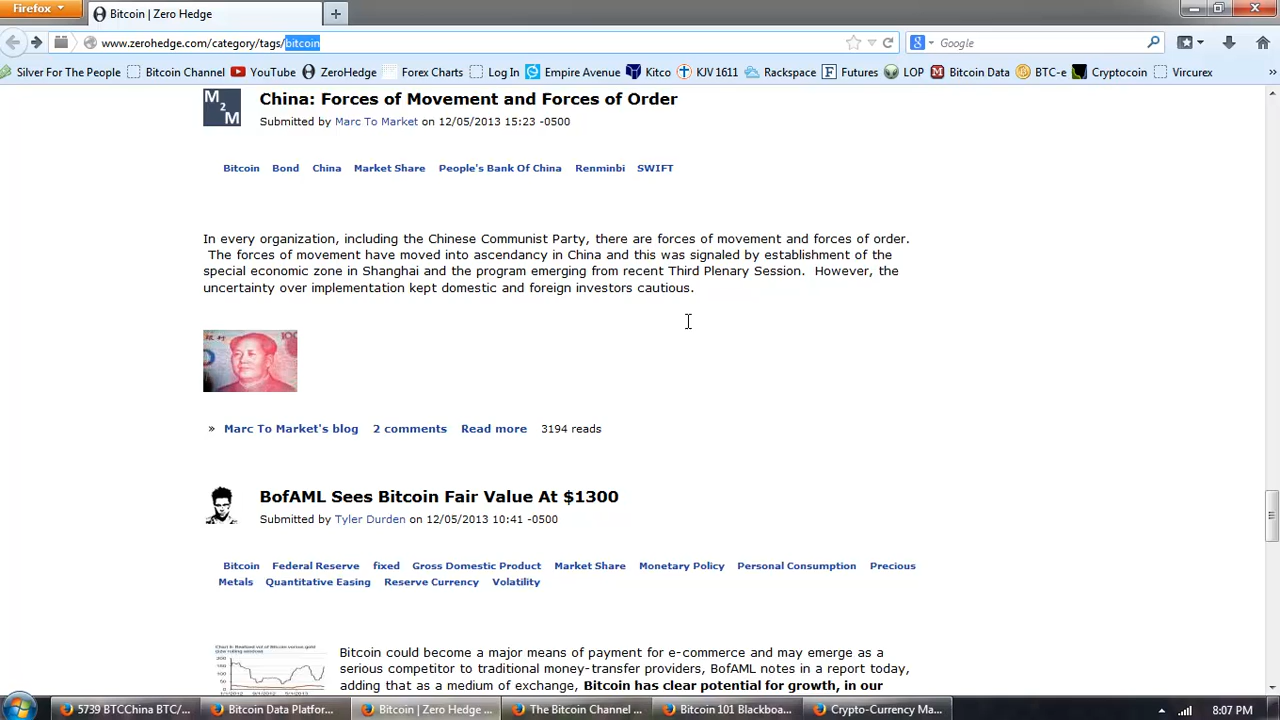 Firefox
Bitcoin | Zero Hedge
www.zerohedge.com/category/tags/bitcoin
Google
Silver For The People Bitcoin Channel YouTube ZeroHedge Forex Charts Log In Empire Avenue Kitco KJV 1611 Rackspace Futures LOP Bitcoin Data BTC-e Cryptocoin Vircurex
M2M
China: Forces of Movement and Forces of Order
Submitted by Marc To Market on 12/05/2013 15:23 -0500
Bitcoin Bond China Market Share People's Bank Of China Renminbi SWIFT
In every organization, including the Chinese Communist Party, there are forces of movement and forces of order.
The forces of movement have moved into ascendancy in China and this was signaled by establishment of the
special economic zone in Shanghai and the program emerging from recent Third Plenary Session. However, the
uncertainty over implementation kept domestic and foreign investors cautious.
» Marc To Market's blog 2 comments Read more 3194 reads
BofAML Sees Bitcoin Fair Value At $1300
Submitted by Tyler Durden on 12/05/2013 10:41 -0500
Bitcoin Federal Reserve fixed Gross Domestic Product Market Share Monetary Policy Personal Consumption Precious
Metals Quantitative Easing Reserve Currency Volatility
Bitcoin could become a major means of payment for e-commerce and may emerge as a
serious competitor to traditional money-transfer providers, BofAML notes in a report today,
adding that as a medium of exchange, Bitcoin has clear potential for growth, in our
5739 BTCChina BTC/... Bitcoin Data Platfor... Bitcoin | Zero Hedge ... The Bitcoin Channel ... Bitcoin 101 Blackboa... Crypto-Currency Ma... 8:07 PM